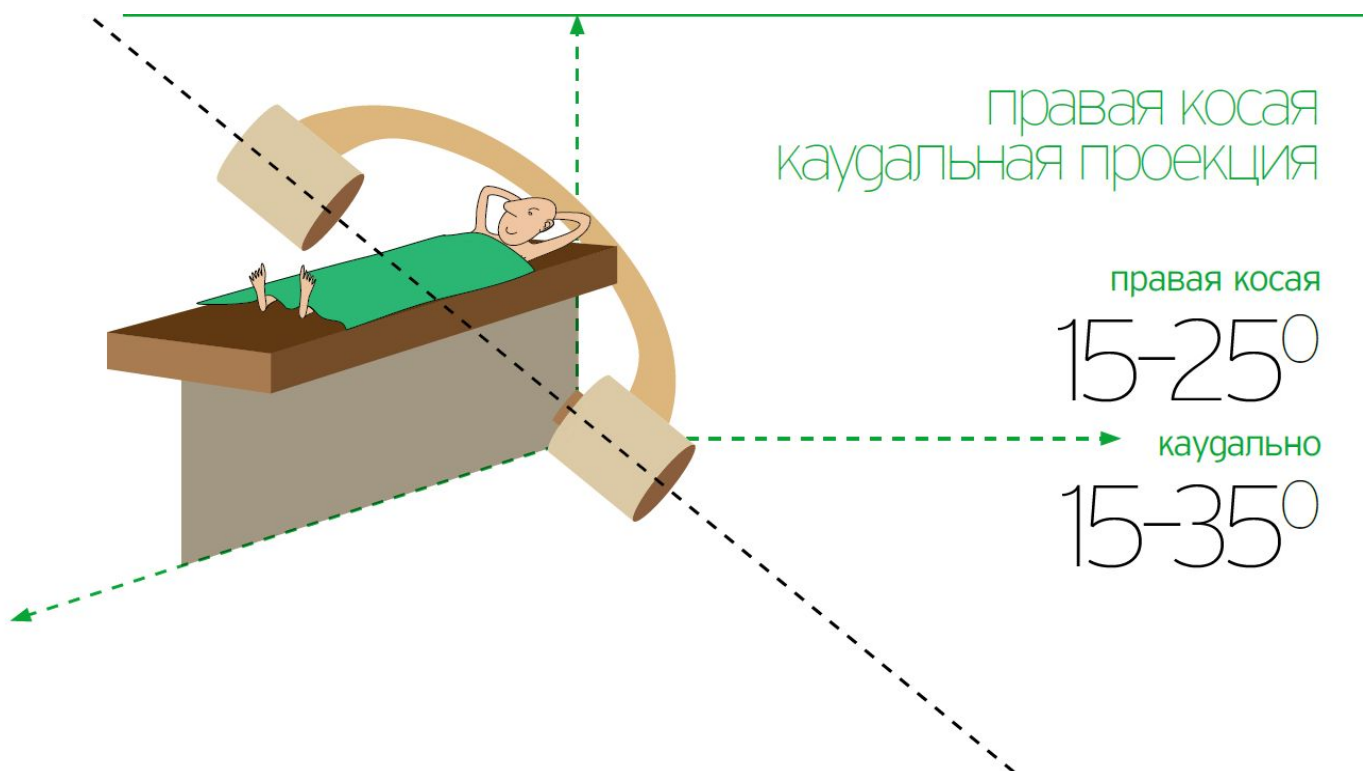 правая косая
каудальная проекция
правая косая
15–25⁰
каудально
15–35⁰